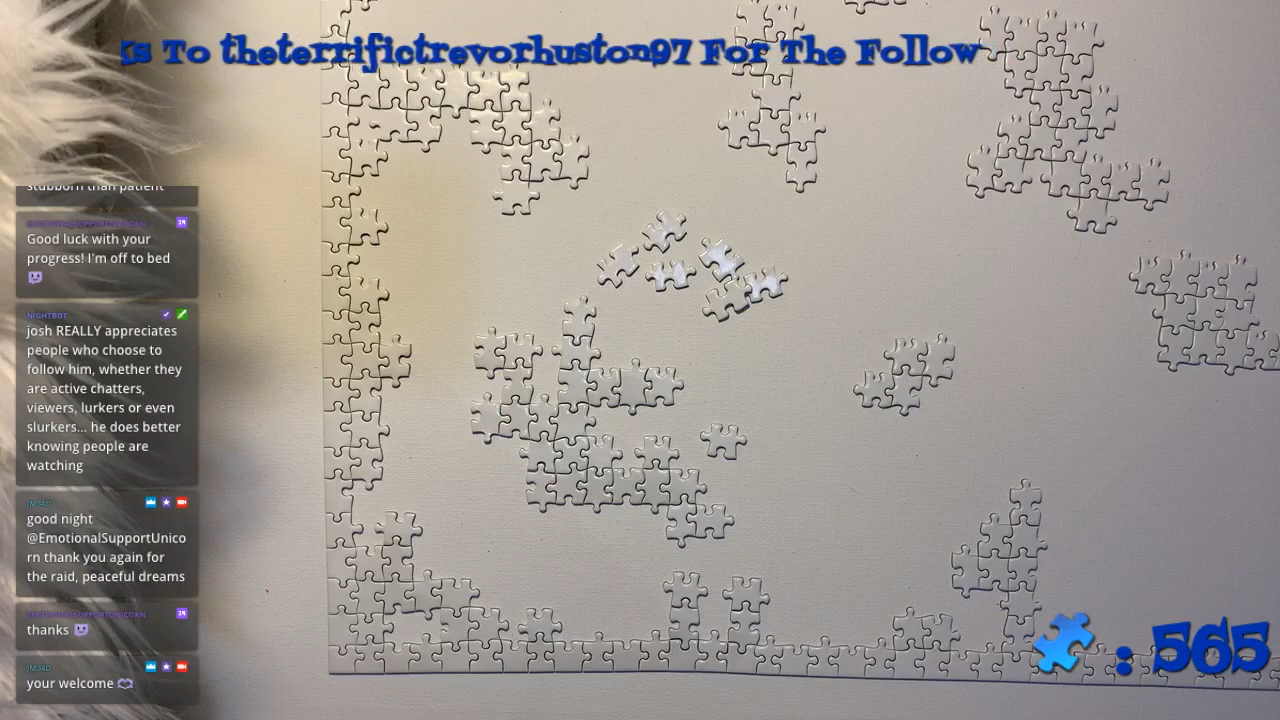 ks To theterrifictrevorhuston97 For The Follow
stubborn than patient
EMOTIONALSUPPORTUNICORN
Good luck with your
progress! I'm off to bed
NIGHTBOT
josh REALLY appreciates
people who choose to
follow him, whether they
are active chatters,
viewers, lurkers or even
slurkers... he does better
knowing people are
watching
good night
@EmotionalSupportUnico
rn thank you again for
the raid, peaceful dreams
EMOTIONALSUPPORTUNICORN
thanks
your welcome
: 565